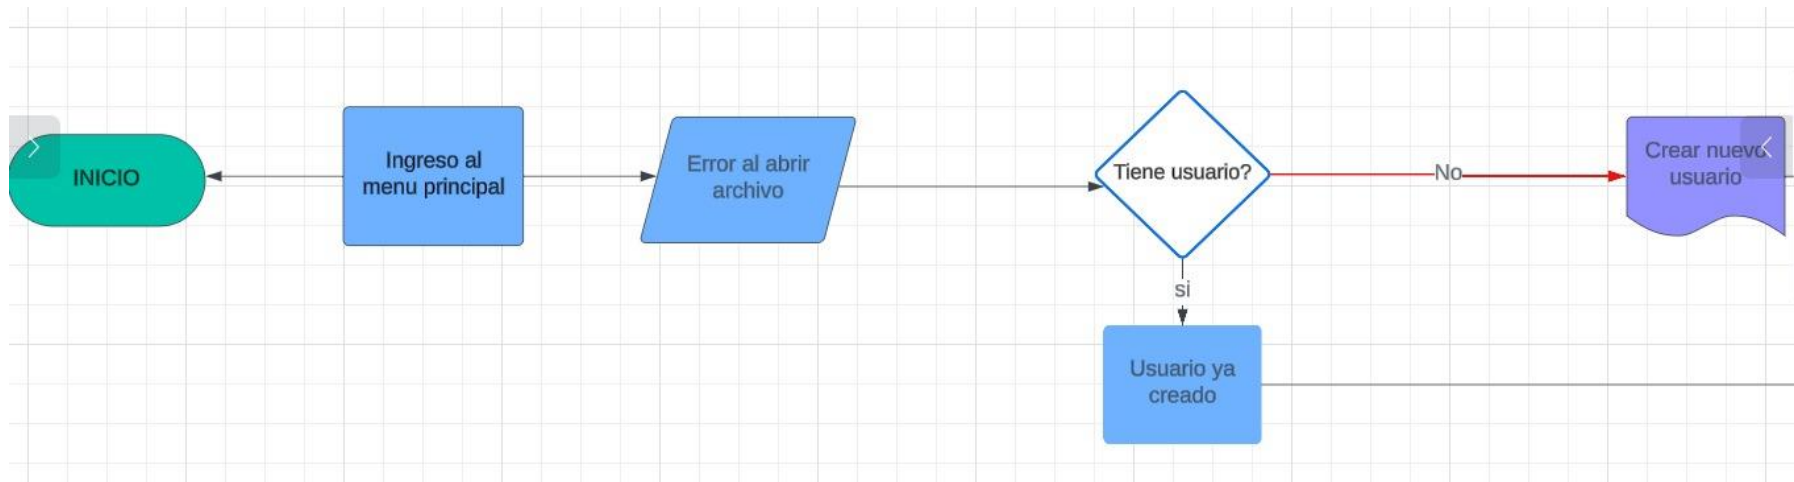 INICIO
Ingreso al
menu principal
Error al abrir
archivo
Tiene usuario?
No
Crear nuevo
usuario
si
Usuario ya
creado